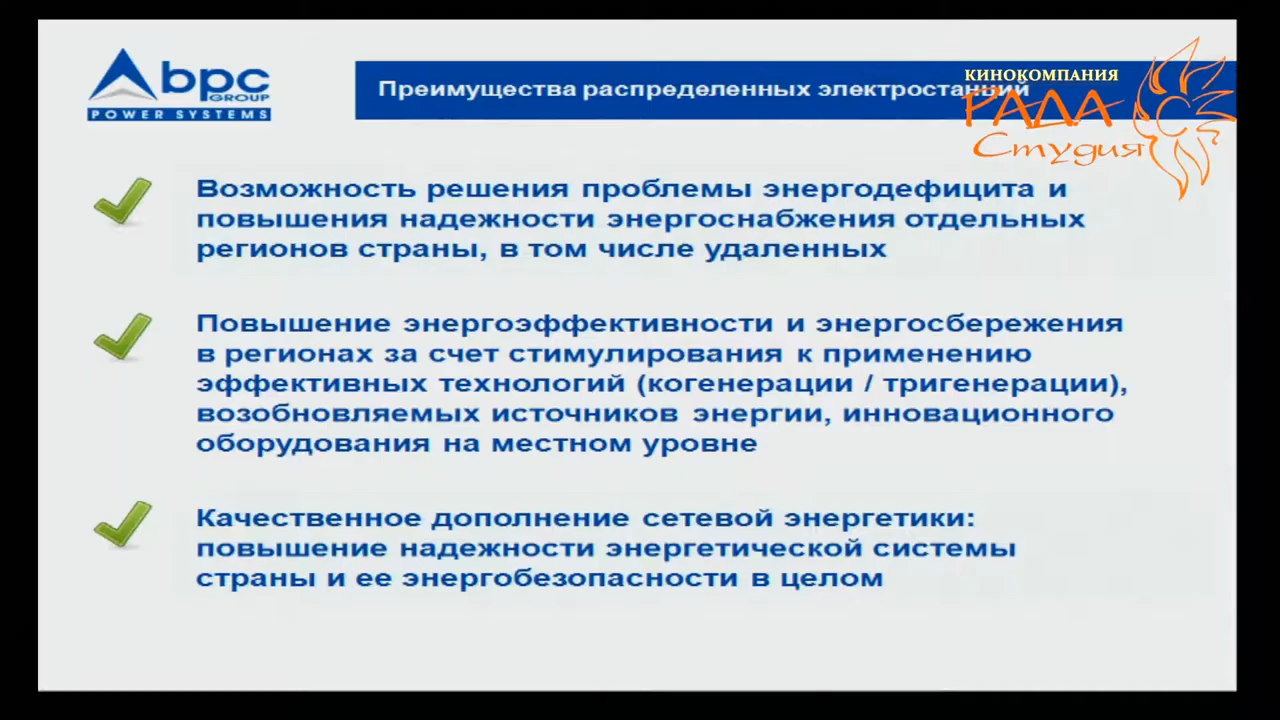 bpc
GROUP
POWER SYSTEMS
Преимущества распределенных электростанций
КИНОКОМПАНИЯ
РАДА
Студия
Возможность решения проблемы энергодефицита и
повышения надежности энергоснабжения отдельных
регионов страны, в том числе удаленных
Повышение энергоэффективности и энергосбережения
в регионах за счет стимулирования к применению
эффективных технологий (когенерации / тригенерации),
возобновляемых источников энергии, инновационного
оборудования на местном уровне
Качественное дополнение сетевой энергетики:
повышение надежности энергетической системы
страны и ее энергобезопасности в целом